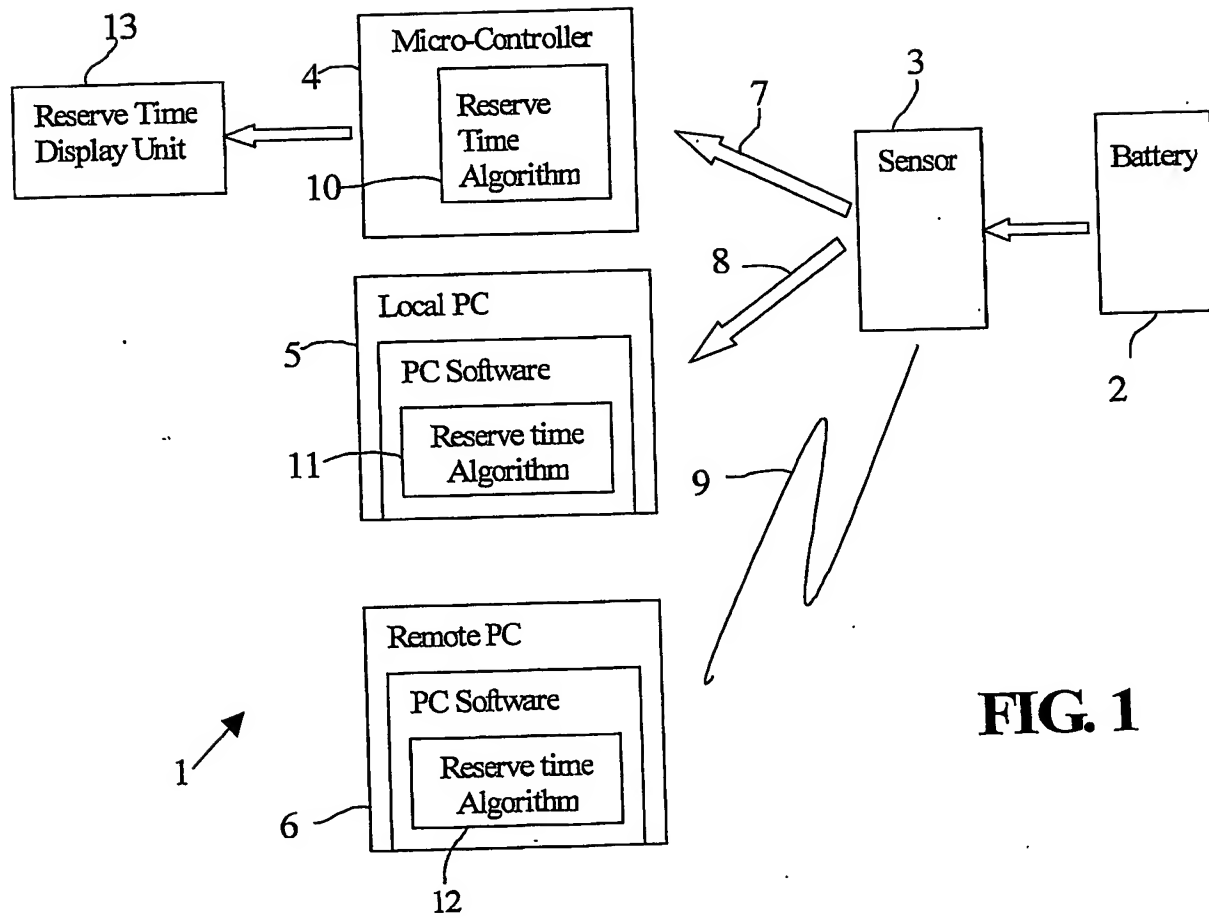 13
Micro-Controller
4
3
7
Reserve Time
Display Unit
Reserve
Time
Algorithm
Sensor
Battery
10
8
Local PC
5
PC Software
2
Reserve time
Algorithm
11
9
Remote PC
PC Software
FIG. 1
1
Reserve time
Algorithm
6
12